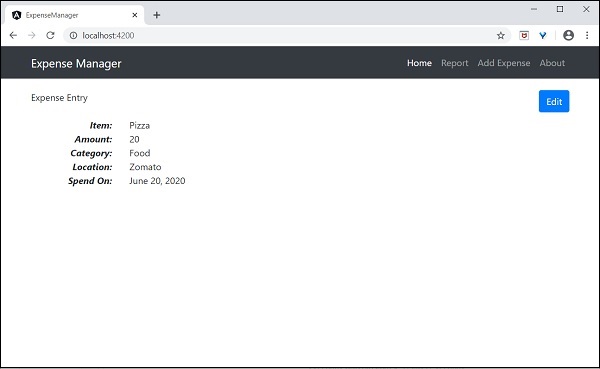 ExpenseManager
localhost:4200
Expense Manager Home Report Add Expense About
Expense Entry Edit
Item: Pizza
Amount: 20
Category: Food
Location: Zomato
Spend On: June 20, 2020